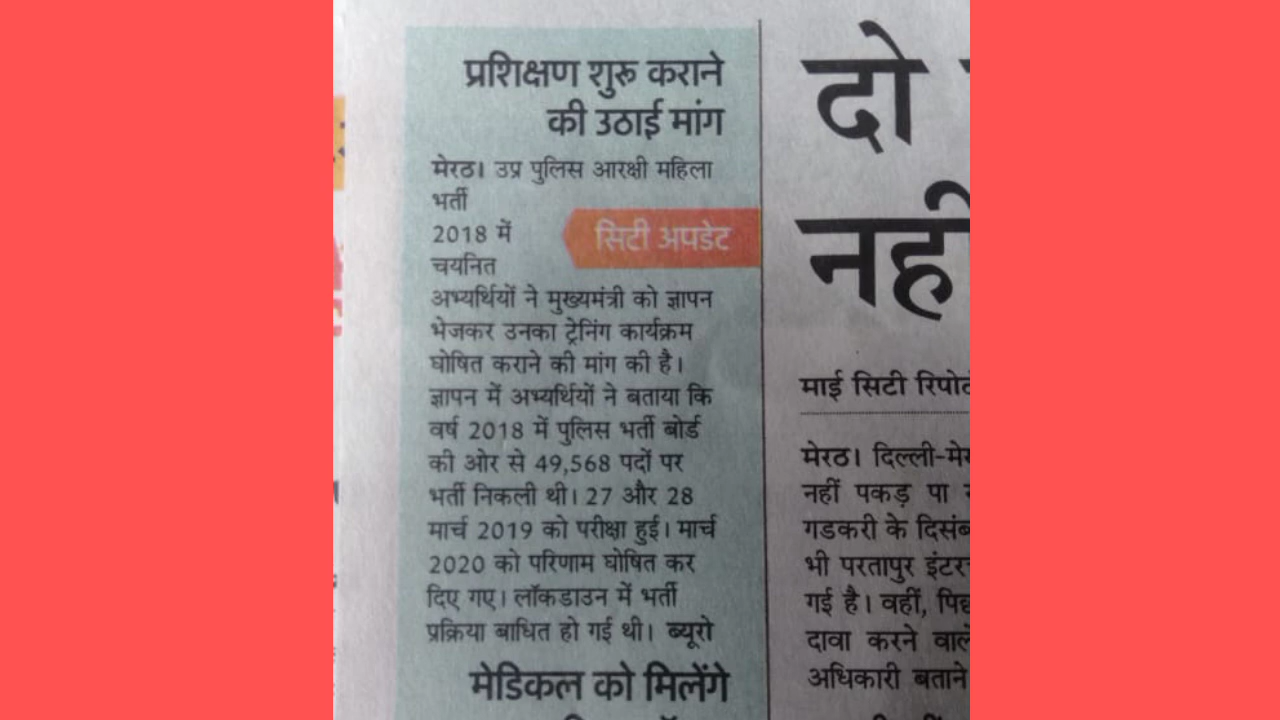 प्रशिक्षण शुरू कराने
की उठाई मांग
मेरठ। उप्र पुलिस आरक्षी महिला
भर्ती
2018 में
चयनित
सिटी अपडेट
अभ्यर्थियों ने मुख्यमंत्री को ज्ञापन
भेजकर उनका ट्रेनिंग कार्यक्रम
घोषित कराने की मांग की है।
ज्ञापन में अभ्यर्थियों ने बताया कि
वर्ष 2018 में पुलिस भर्ती बोर्ड
की ओर से 49,568 पदों पर
भर्ती निकली थी। 27 और 28
मार्च 2019 को परीक्षा हुई। मार्च
2020 को परिणाम घोषित कर
दिए गए। लॉकडाउन में भर्ती
प्रक्रिया बाधित हो गई थी। ब्यूरो
मेडिकल को मिलेंगे
दो
माई सिटी
मेरठ।
नहीं पकड़ पा
गडकरी के
भी परतापुर
गई है। वहीं,
दावा करने
अधिकारी बताने